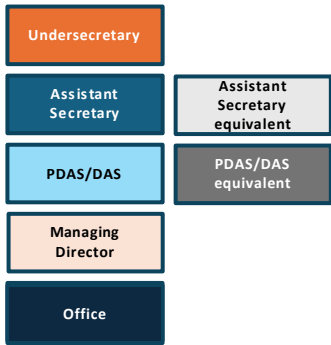 Undersecretary
Assistant
Secretary
Assistant
Secretary
equivalent
PDAS/DAS
PDAS/DAS
equivalent
Managing
Director
Office